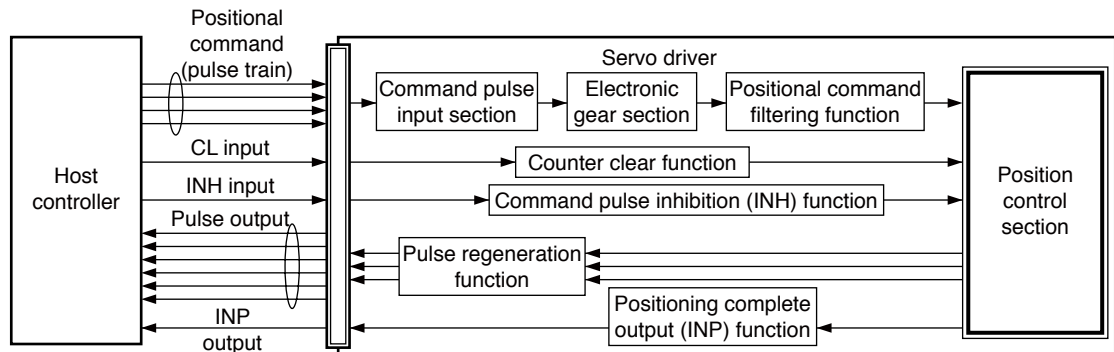 Positional
command
(pulse train)
Servo driver
Command pulse
input section
Electronic
gear section
Positional command
filtering function
CL input
Counter clear function
Host
controller
INH input
Command pulse inhibition (INH) function
Position
control
section
Pulse output
Pulse regeneration
function
Positioning complete
output (INP) function
INP
output